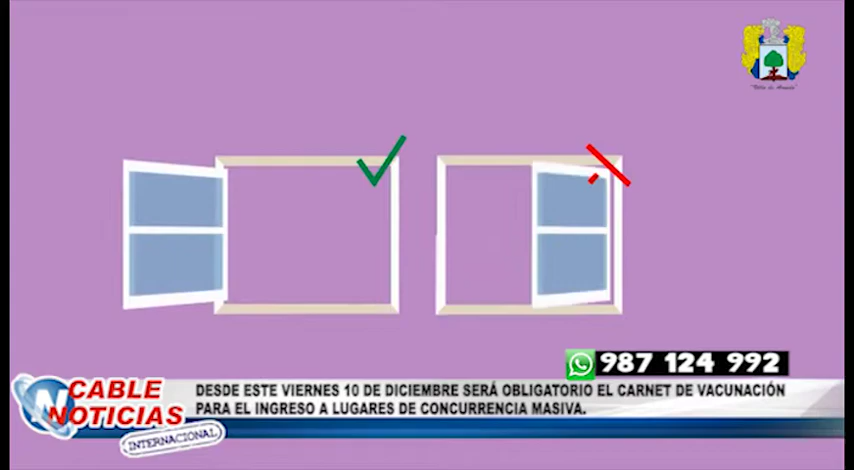 987 124 992
CABLE
NOTICIAS
INTERNACIONAL
DESDE ESTE VIERNES 10 DE DICIEMBRE SERÁ OBLIGATORIO EL CARNET DE VACUNACIÓN
PARA EL INGRESO A LUGARES DE CONCURRENCIA MASIVA.